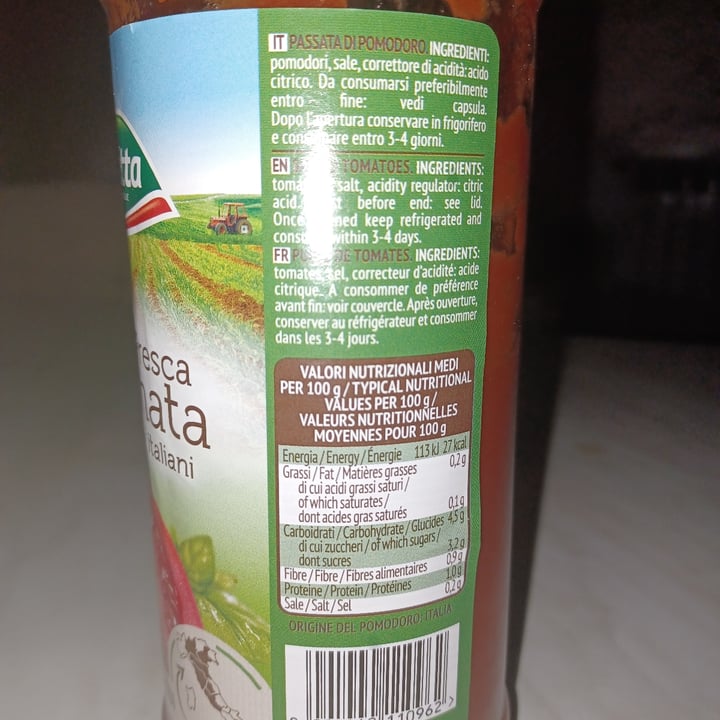 IT PASSATA DI POMODORO. INGREDIENTI:
pomodori, sale, correttore di acidità: acido
citrico. Da consumarsi preferibilmente
entro fine: vedi capsula.
Dopo l'apertura conservare in frigorifero
e entro 3-4 giorni.
EN TOMATOES. INGREDIENTS:
salt, acidity regulator: citric
acid. before end: see lid.
keep refrigerated and
within 3-4 days.
FR DE TOMATES. INGRÉDIENTS:
correcteur d'acidité: acide
citrique. A consommer de préférence
avant fin: voir couvercle. Après ouverture,
conserver au réfrigérateur et consommer
dans les 3-4 jours.
VALORI NUTRIZIONALI MEDI
PER 100 g / TYPICAL NUTRITIONAL
VALUES PER 100 g /
VALEURS NUTRITIONNELLES
MOYENNES POUR 100 g
Energia / Energy / Énergie 113 kJ 27 kcal
Grassi / Fat / Matières grasses 0,2 g
di cui acidi grassi saturi /
of which saturates /
dont acides gras saturés 0,1 g
Carboidrati / Carbohydrate / Glucides 4,5 g
di cui zuccheri / of which sugars /
dont sucres 3,2 g
Fibre / Fibre / Fibres alimentaires 0,9 g
Proteine / Protein / Protéines 1,0 g
Sale / Salt / Sel 0,2 g
ORIGINE DEL POMODORO: ITALIA
110962 >
italiani